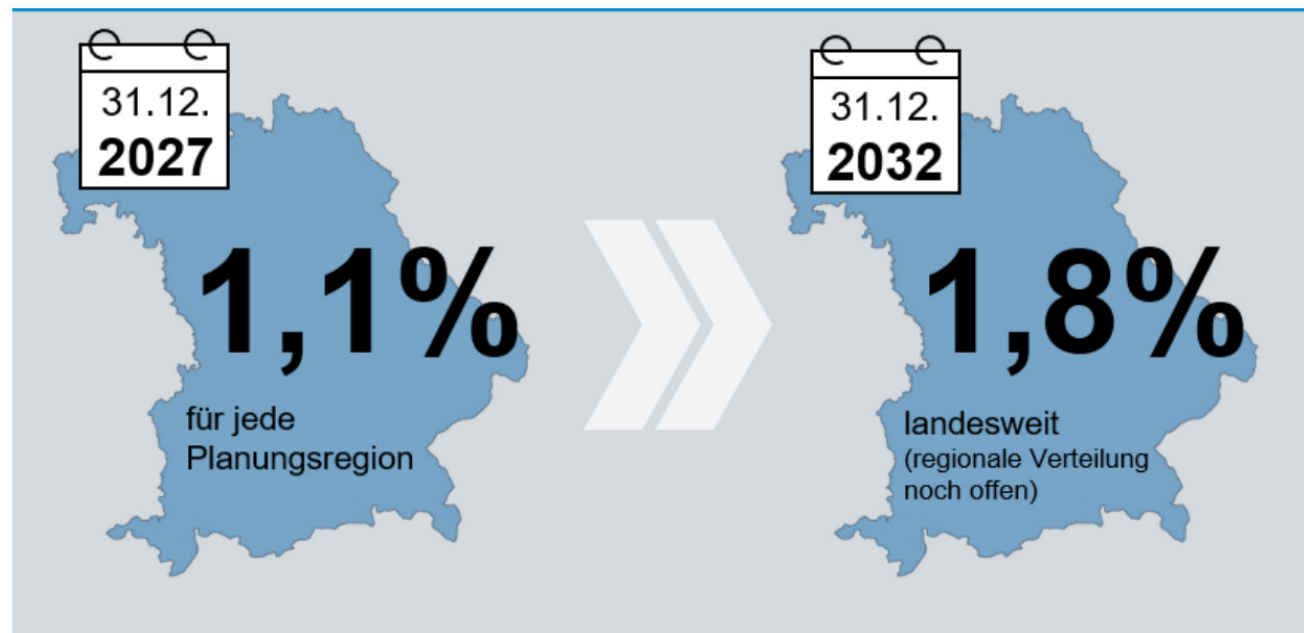 31.12.
2027
1,1%
für jede
Planungsregion
31.12.
2032
1,8%
landesweit
(regionale Verteilung
noch offen)